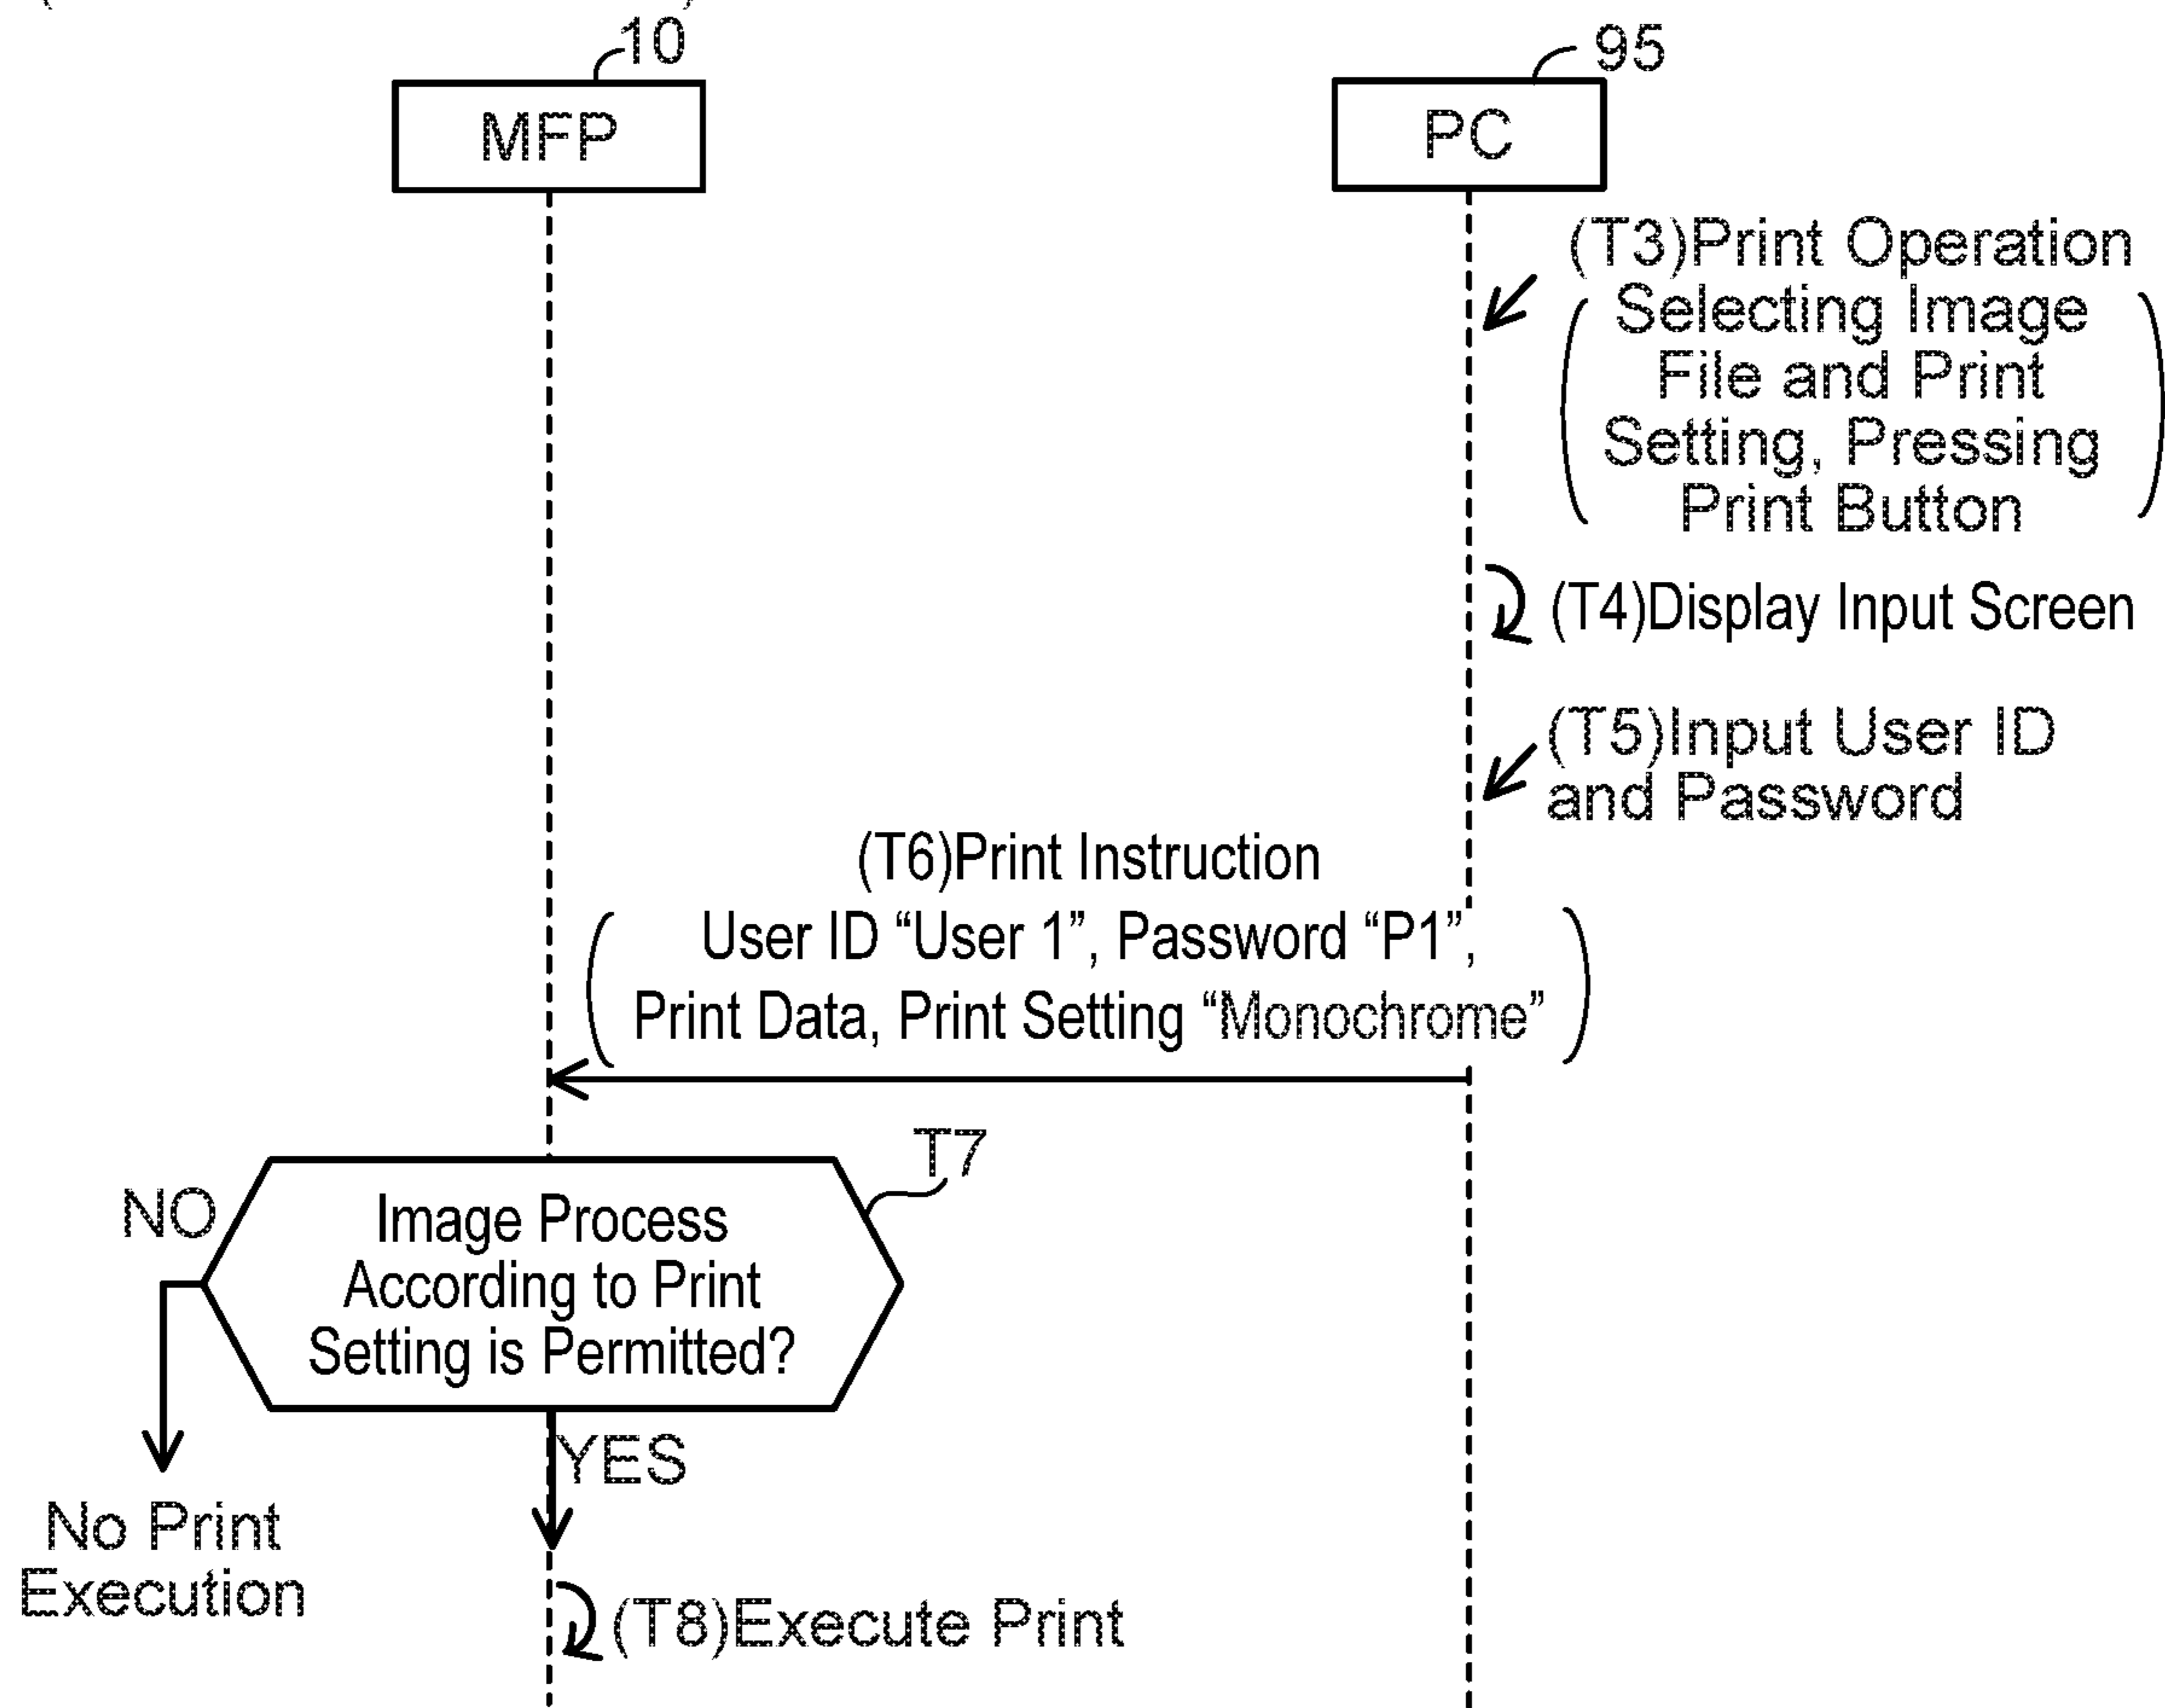 10
95
MFP
PC
(T3)Print Operation
Selecting Image
File and Print
Setting, Pressing
Print Button
(T4)Display Input Screen
(T5)Input User ID
and Password
(T6)Print Instruction
User ID “User 1”, Password “P1”,
Print Data, Print Setting “Monochrome”
T7
NO
Image Process
According to Print
Setting is Permitted?
YES
No Print
Execution
(T8)Execute Print